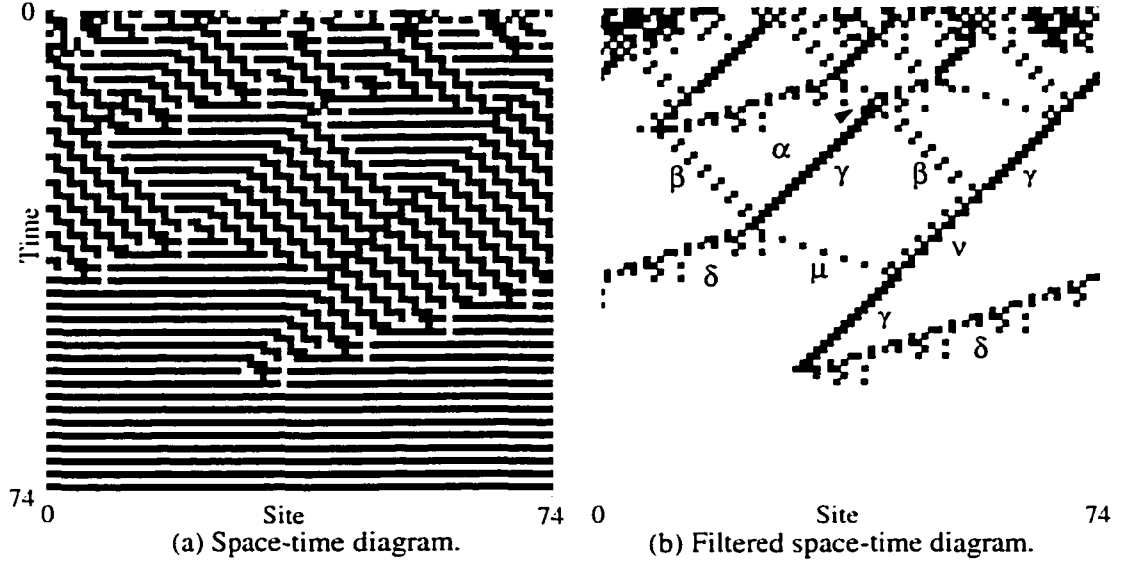 0
Time
74
0 Site 74
(a) Space-time diagram.
α
β
γ
β
γ
δ
μ
ν
γ
δ
0 Site 74
(b) Filtered space-time diagram.